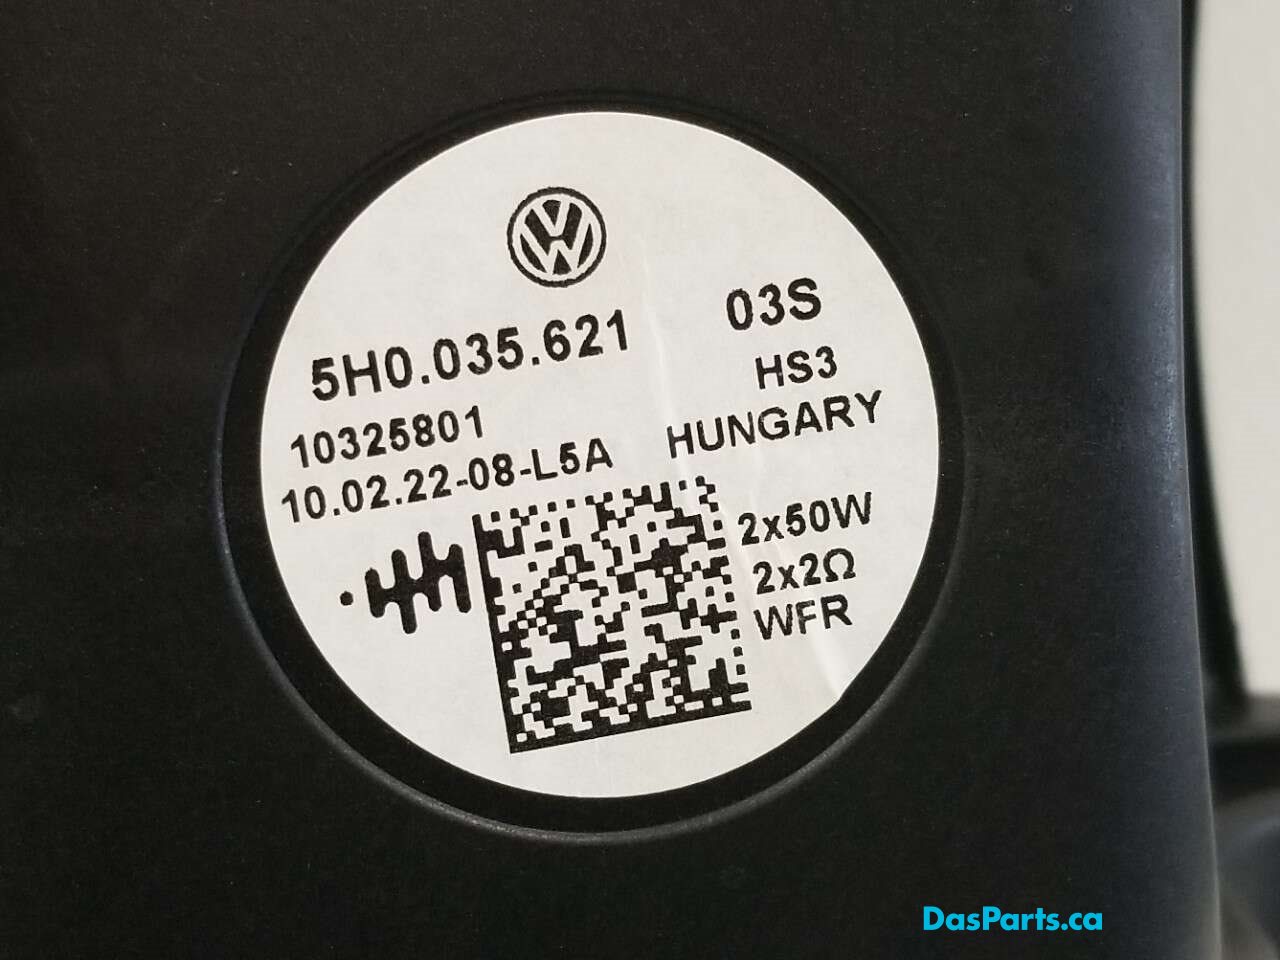 5H0.035.621
03S
10325801
HS3
10.02.22-08-L5A
HUNGARY
2x50W
2x2Ω
WFR
DasParts.ca